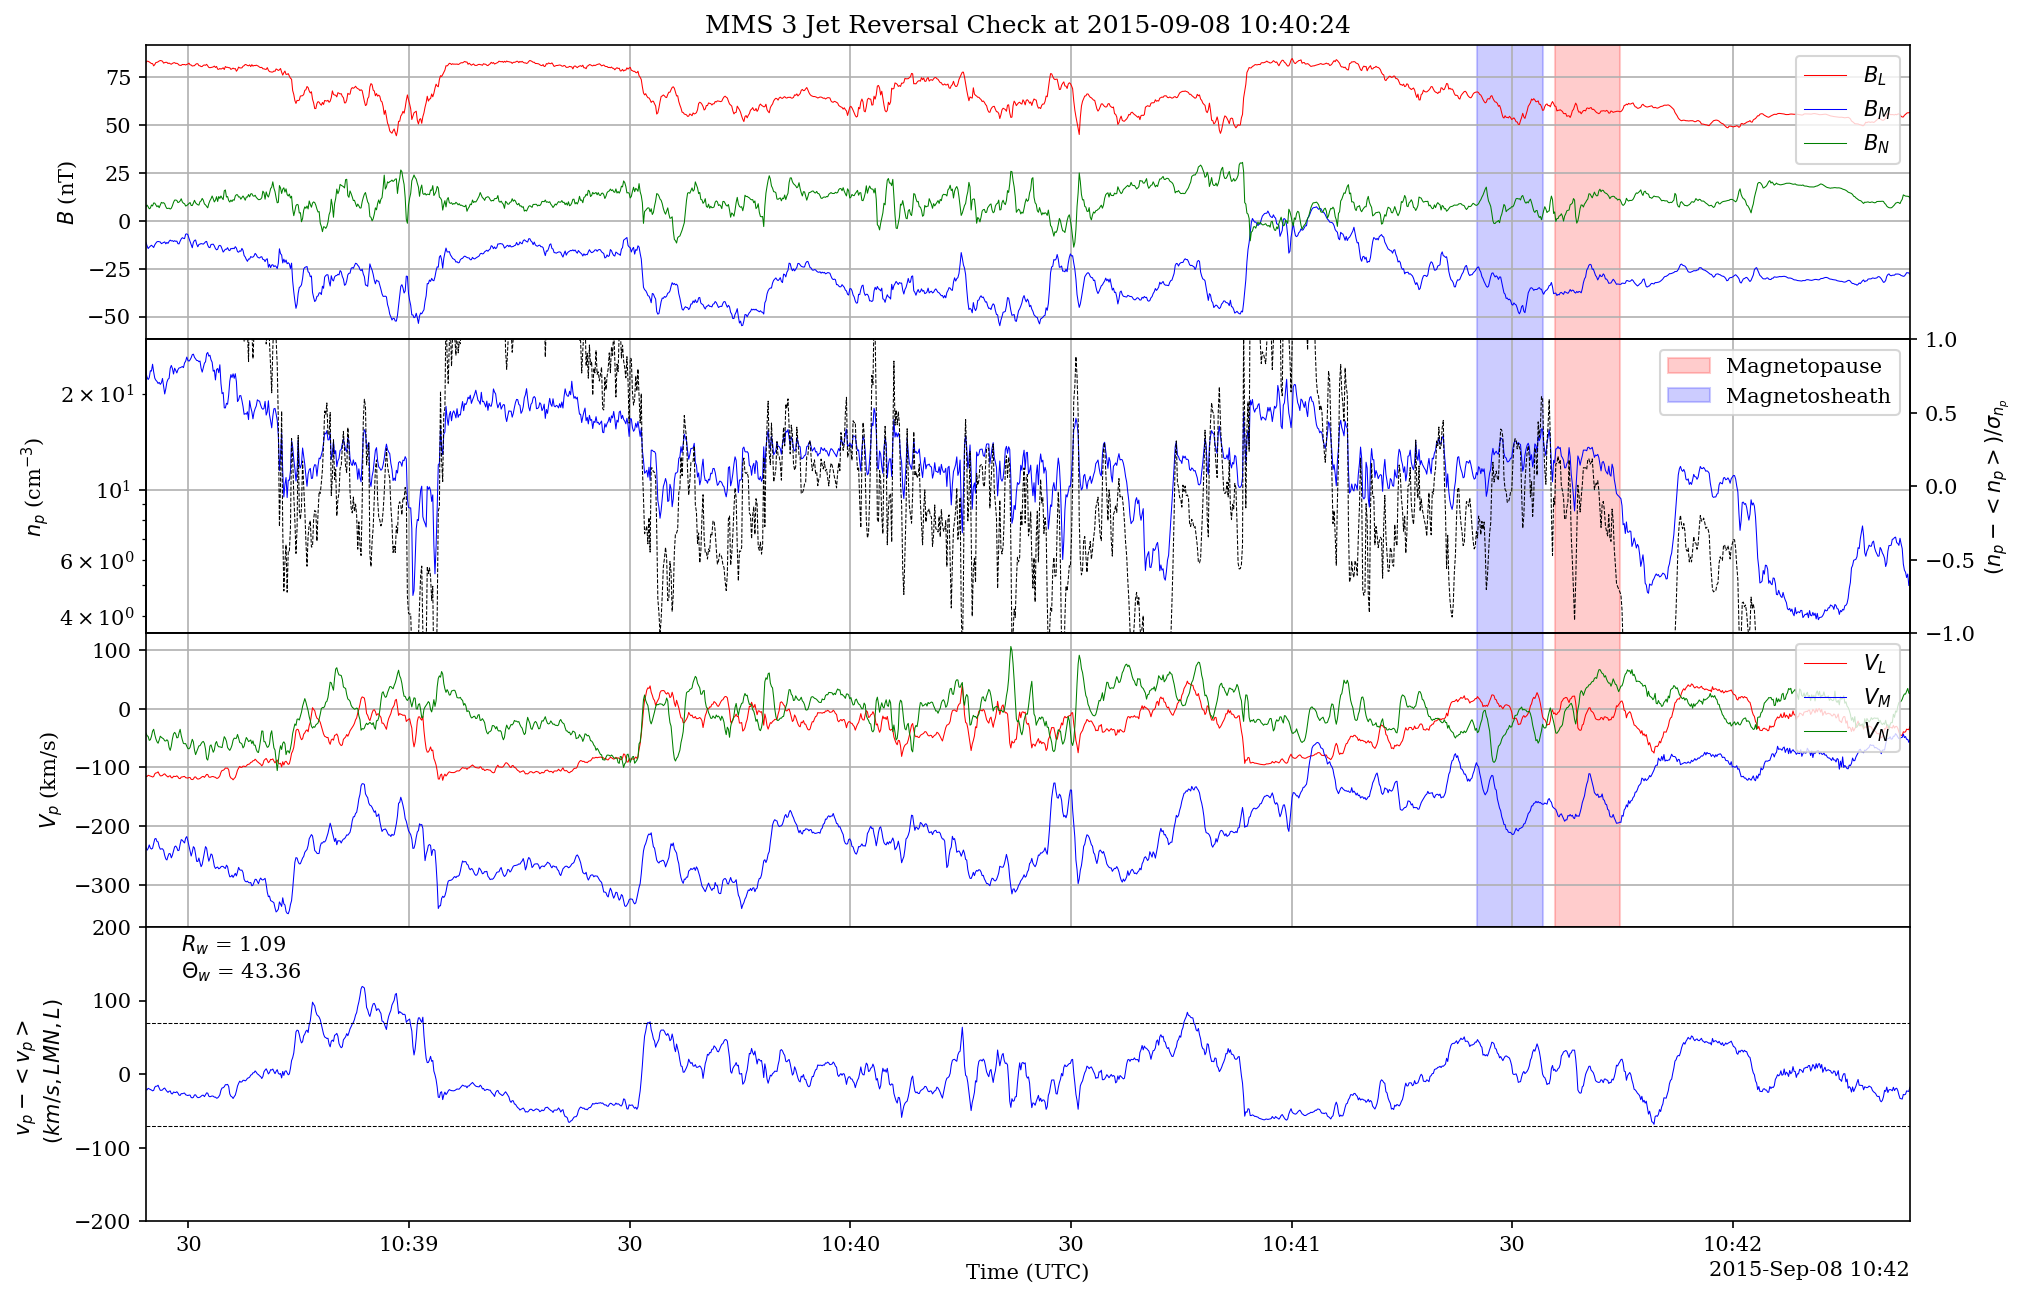 MMS 3 Jet Reversal Check at 2015-09-08 10:40:24
B (nT)
75
50
25
0
−25
−50
B_L
B_M
B_N
n_p (cm^{−3})
2 × 10^1
10^1
6 × 10^0
4 × 10^0
Magnetopause
Magnetosheath
1.0
0.5
0.0
−0.5
−1.0
(n_p − < n_p >)/σ_{n_p}
V_p (km/s)
100
0
−100
−200
−300
V_L
V_M
V_N
v_p − < v_p >
(km/s, LMN, L)
200
100
0
−100
−200
R_w = 1.09
Θ_w = 43.36
30 10:39 30 10:40 30 10:41 30 10:42
Time (UTC)
2015-Sep-08 10:42